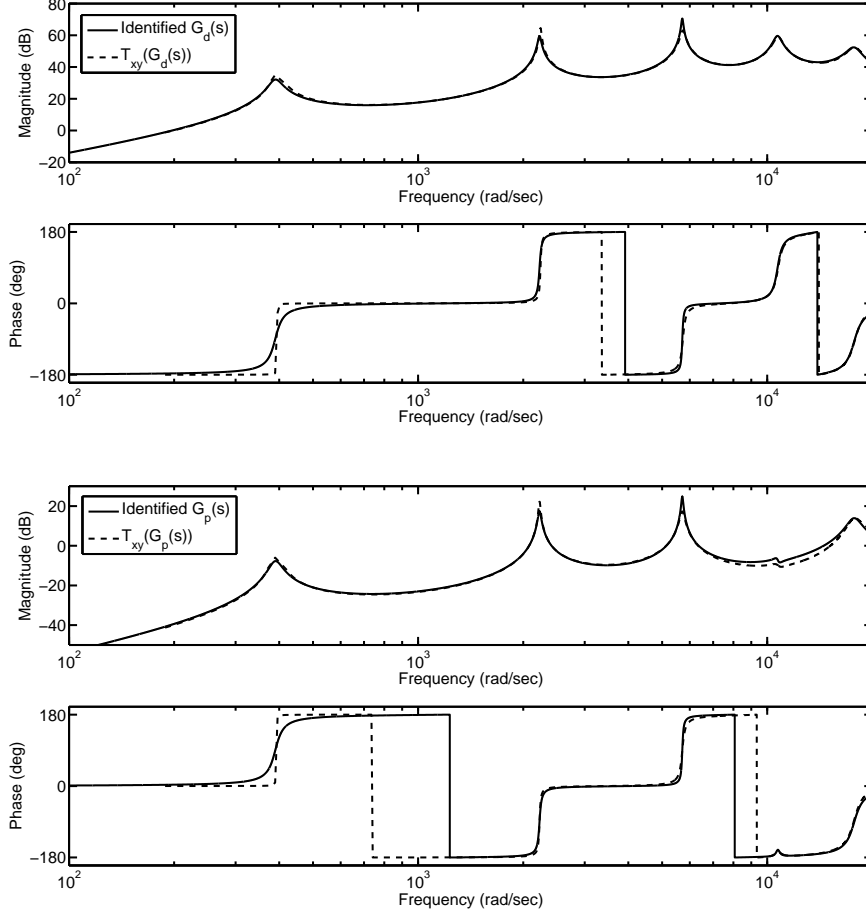 80
60
40
20
0
−20
Magnitude (dB)
Identified G_d(s)
T_xy(G_d(s))
10^2
10^3
10^4
Frequency (rad/sec)
180
0
−180
Phase (deg)
10^2
10^3
10^4
Frequency (rad/sec)
20
0
−20
−40
Magnitude (dB)
Identified G_p(s)
T_xy(G_p(s))
10^2
10^3
10^4
Frequency (rad/sec)
180
0
−180
Phase (deg)
10^2
10^3
10^4
Frequency (rad/sec)